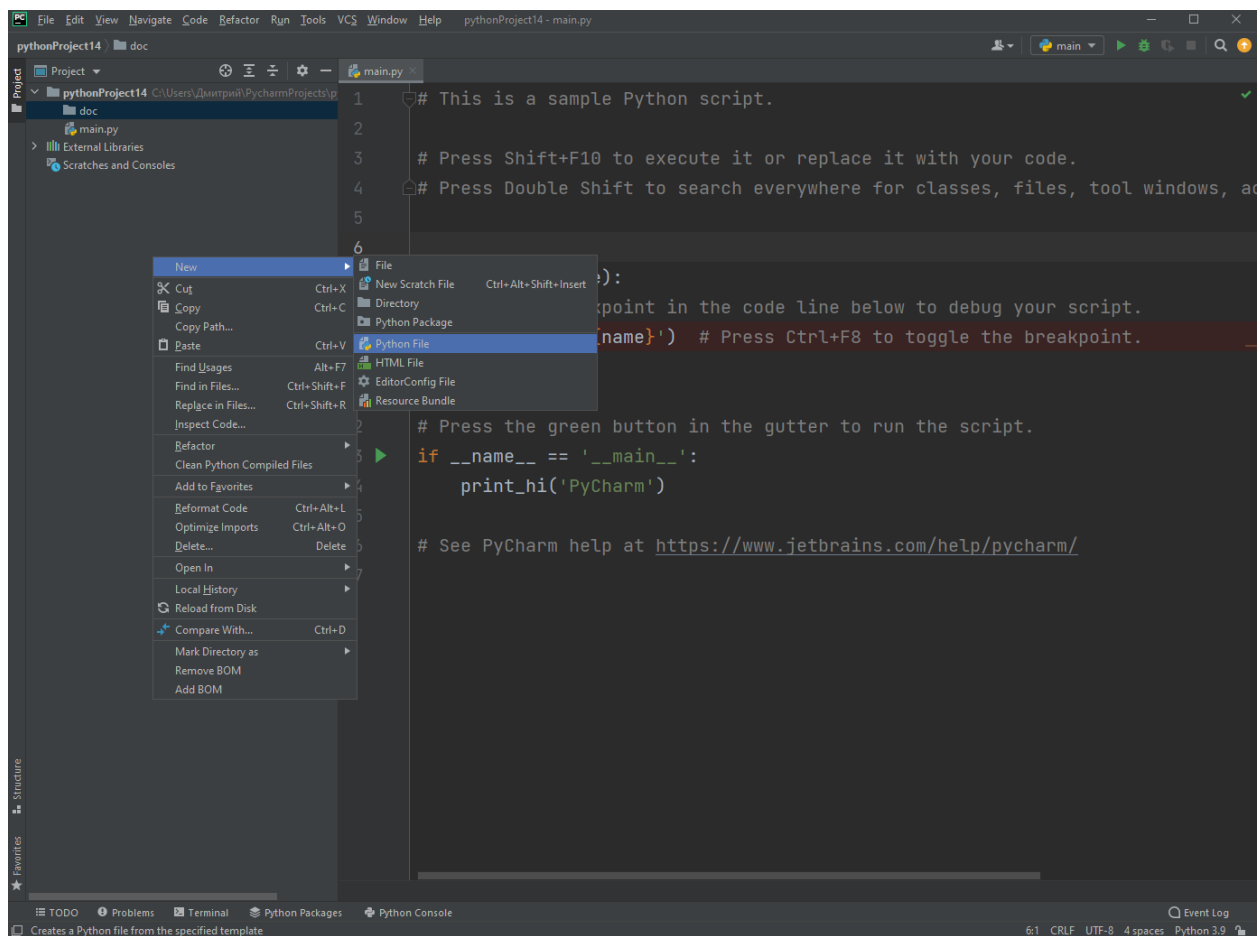 PC File Edit View Navigate Code Refactor Run Tools VCS Window Help pythonProject14 - main.py
pythonProject14 doc main
Project
Project main.py
pythonProject14 C:\Users\Дмитрий\PycharmProjects\p
doc
main.py
External Libraries
Scratches and Consoles
1 # This is a sample Python script.
2
3 # Press Shift+F10 to execute it or replace it with your code.
4 # Press Double Shift to search everywhere for classes, files, tool windows, ac
5
6
):
point in the code line below to debug your script.
{name}') # Press Ctrl+F8 to toggle the breakpoint.
2 # Press the green button in the gutter to run the script.
3 if __name__ == '__main__':
4 print_hi('PyCharm')
5
6 # See PyCharm help at https://www.jetbrains.com/help/pycharm/
7
New
Cut Ctrl+X
Copy Ctrl+C
Copy Path...
Paste Ctrl+V
Find Usages Alt+F7
Find in Files... Ctrl+Shift+F
Replace in Files... Ctrl+Shift+R
Inspect Code...
Refactor
Clean Python Compiled Files
Add to Favorites
Reformat Code Ctrl+Alt+L
Optimize Imports Ctrl+Alt+O
Delete... Delete
Open In
Local History
Reload from Disk
Compare With... Ctrl+D
Mark Directory as
Remove BOM
Add BOM
File
New Scratch File Ctrl+Alt+Shift+Insert
Directory
Python Package
Python File
HTML File
EditorConfig File
Resource Bundle
Structure
Favorites
TODO Problems Terminal Python Packages Python Console Event Log
Creates a Python file from the specified template 6:1 CRLF UTF-8 4 spaces Python 3.9